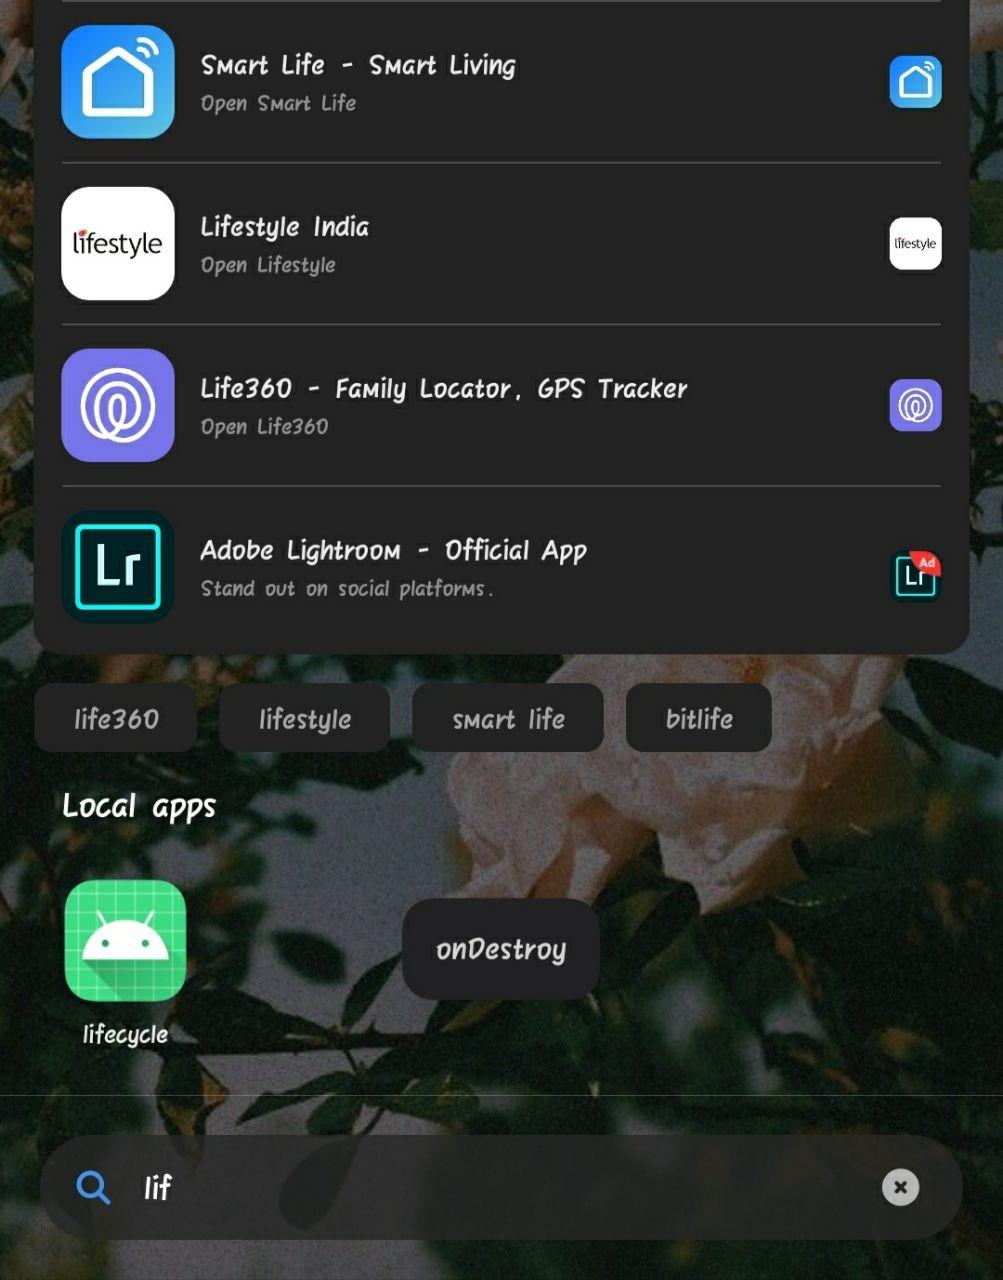 Smart Life - Smart Living
Open Smart Life
lifestyle
Lifestyle India
Open Lifestyle
lifestyle
Life360 - Family Locator, GPS Tracker
Open Life360
Lr
Adobe Lightroom - Official App
Stand out on social platforms.
Lr
Ad
life360
lifestyle
smart life
bitlife
Local apps
onDestroy
lifecycle
lif